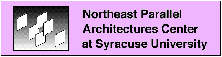 Northeast Parallel
Architectures Center
at Syracuse University